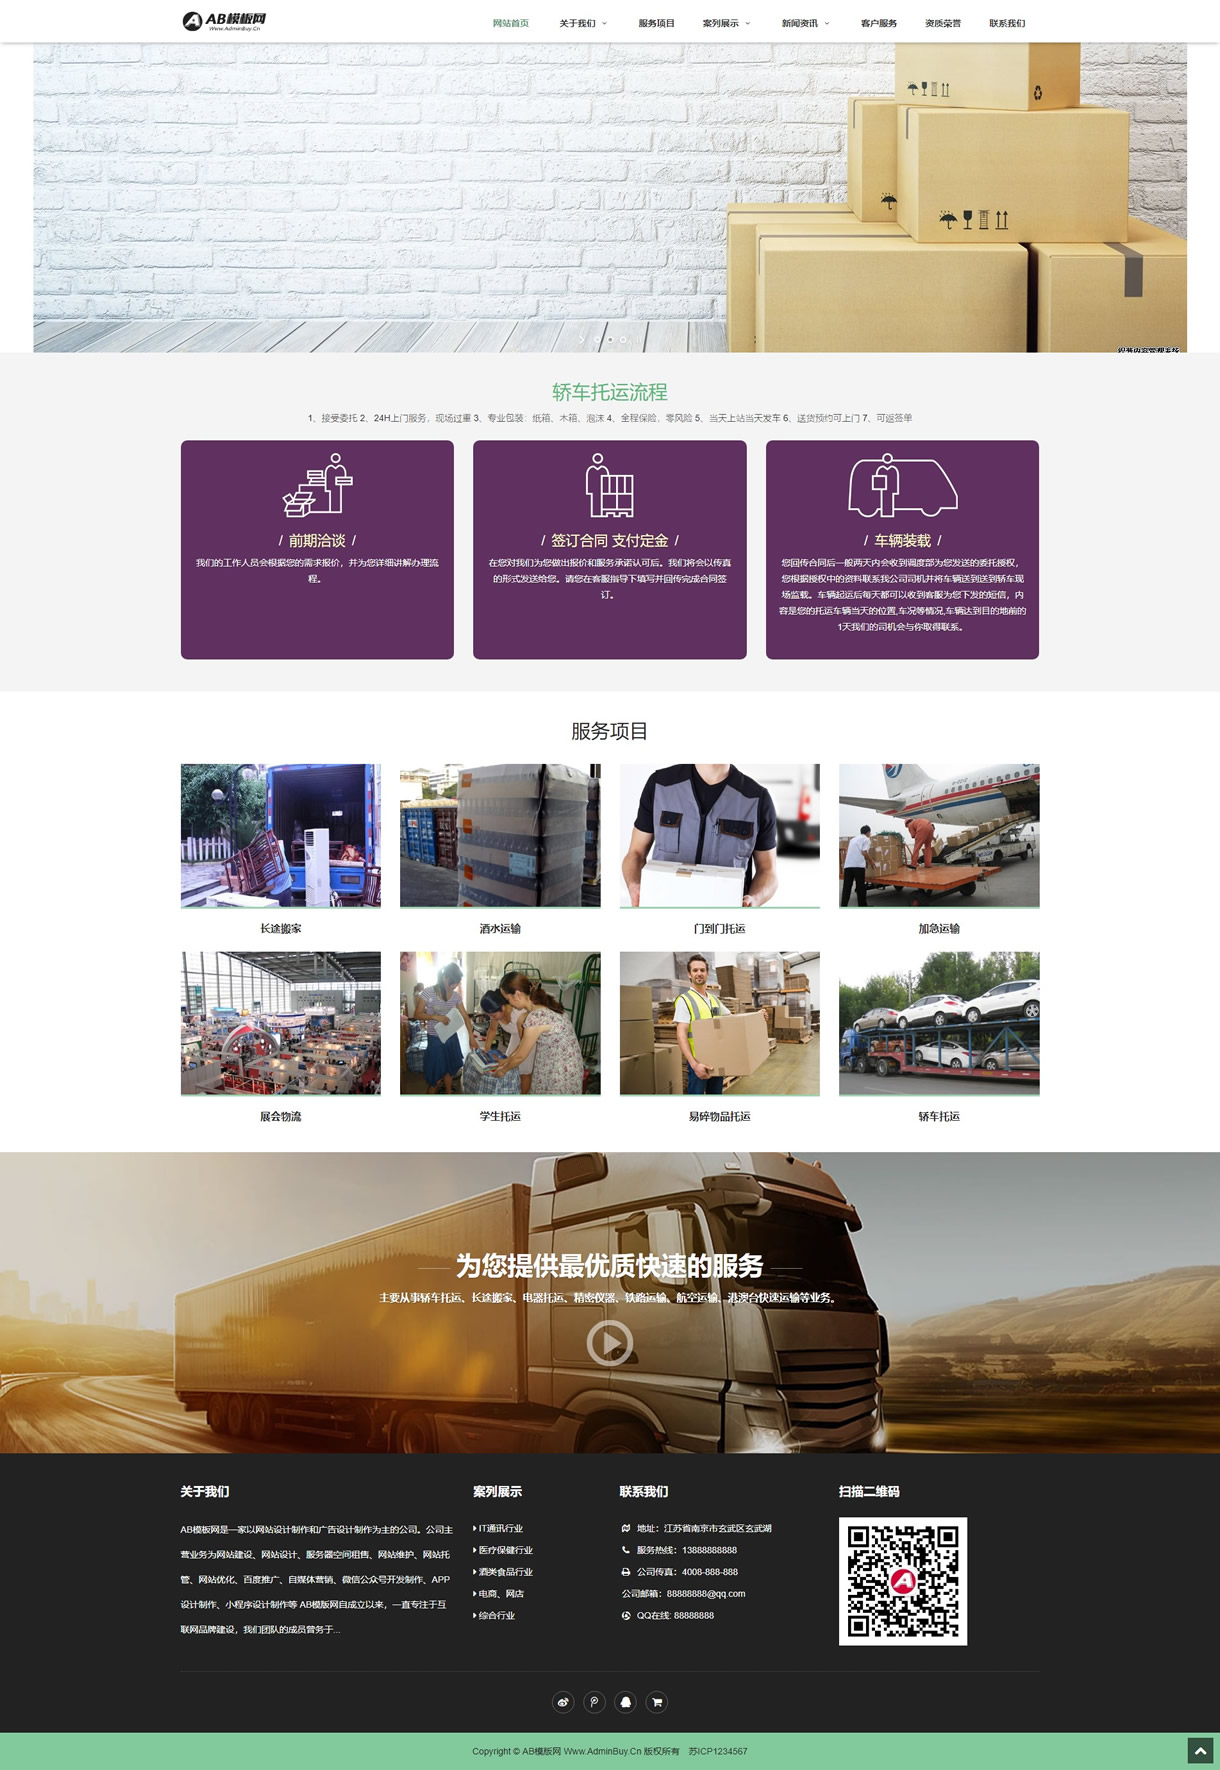 AB模板网
Www.AdminBuy.Cn
网站首页 关于我们 服务项目 案列展示 新闻资讯 客户服务 资质荣誉 联系我们
轿车托运流程
1、接受委托 2、24H上门服务，现场过重 3、专业包装：纸箱、木箱、泡沫 4、全程保险，零风险 5、当天上站当天发车 6、送货预约可上门 7、可返签单
/ 前期洽谈 /
我们的工作人员会根据您的需求报价，并为您详细讲解办理流
程。
/ 签订合同 支付定金 /
在您对我们为您做出报价和服务承诺认可后。我们将会以传真
的形式发送给您。请您在客服指导下填写并回传完成合同签
订。
/ 车辆装载 /
您回传合同后一般两天内会收到调度部为您发送的委托授权，
您根据授权中的资料联系我公司司机并将车辆送到送到轿车现
场监载。车辆起运后每天都可以收到客服为您下发的短信，内
容是您的托运车辆当天的位置,车况等情况,车辆达到目的地前的
1天我们的司机会与你取得联系。
服务项目
长途搬家
酒水运输
门到门托运
加急运输
展会物流
学生托运
易碎物品托运
轿车托运
为您提供最优质快速的服务
主要从事轿车托运、长途搬家、电器托运、精密仪器、铁路运输、航空运输、港澳台快速运输等业务。
关于我们
AB模板网是一家以网站设计制作和广告设计制作为主的公司。公司主
营业务为网站建设、网站设计、服务器空间租售、网站维护、网站托
管、网站优化、百度推广、自媒体营销、微信公众号开发制作、APP
设计制作、小程序设计制作等 AB模版网自成立以来，一直专注于互
联网品牌建设，我们团队的成员曾务于...
案列展示
IT通讯行业
医疗保健行业
酒类食品行业
电商、网店
综合行业
联系我们
地址：江苏省南京市玄武区玄武湖
服务热线：13888888888
公司传真：4008-888-888
公司邮箱：88888888@qq.com
QQ在线: 88888888
扫描二维码
Copyright © AB模版网 Www.AdminBuy.Cn 版权所有 苏ICP1234567